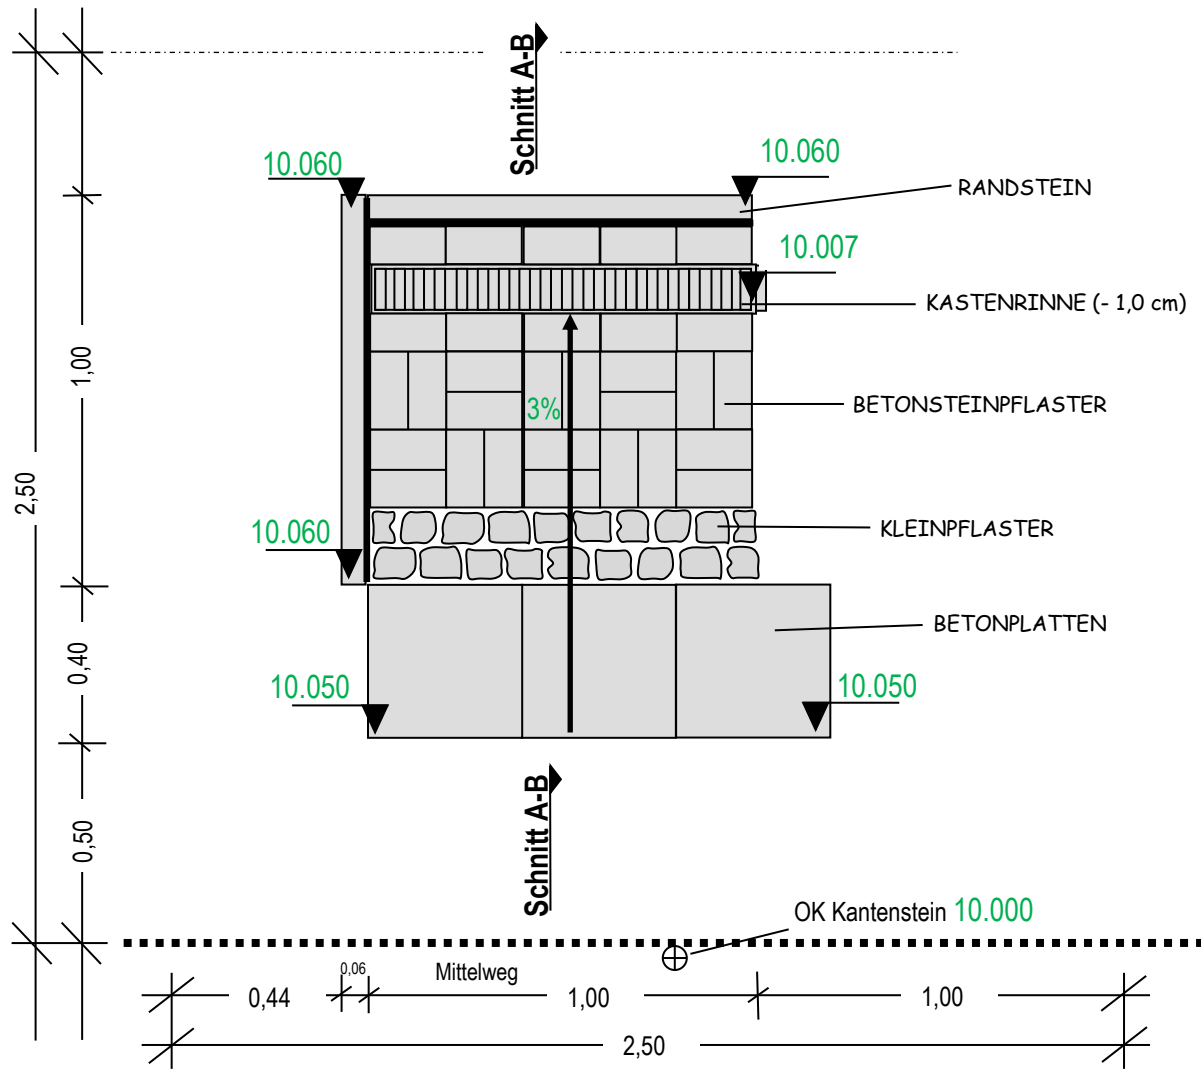 Schnitt A-B
10.060
10.060
RANDSTEIN
10.007
KASTENRINNE (- 1,0 cm)
1,00
2,50
3%
BETONSTEINPFLASTER
10.060
KLEINPFLASTER
0,40
BETONPLATTEN
10.050
10.050
0,50
Schnitt A-B
OK Kantenstein 10.000
0,06
Mittelweg
0,44
1,00
1,00
2,50